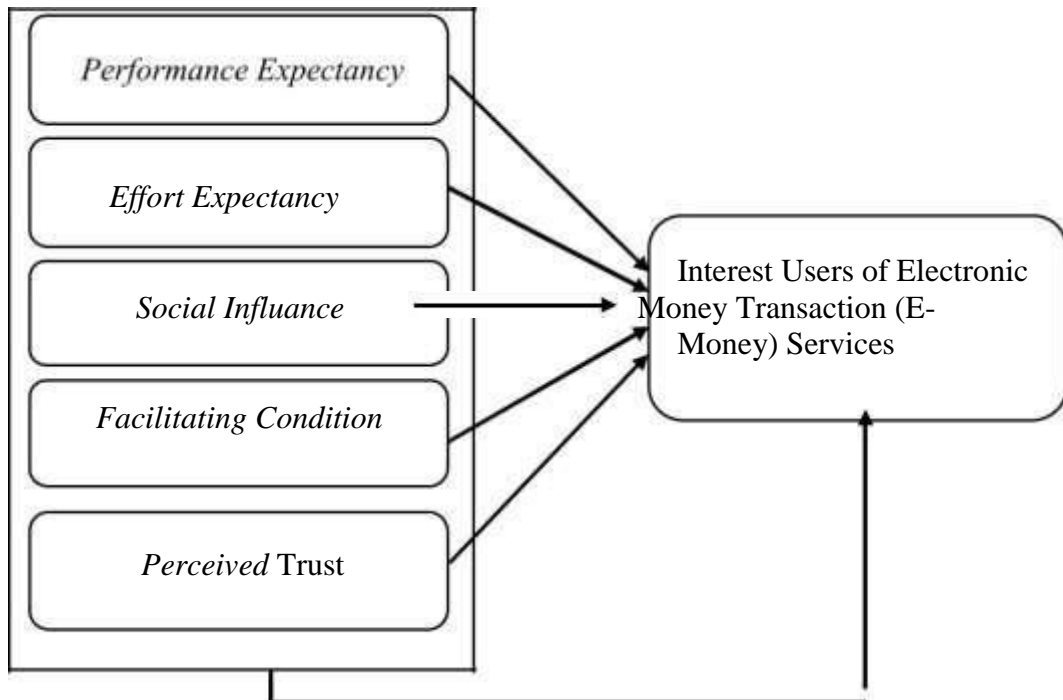 Performance Expectancy
Effort Expectancy
Social Influance
Facilitating Condition
Perceived Trust
Interest Users of Electronic
Money Transaction (E-
Money) Services